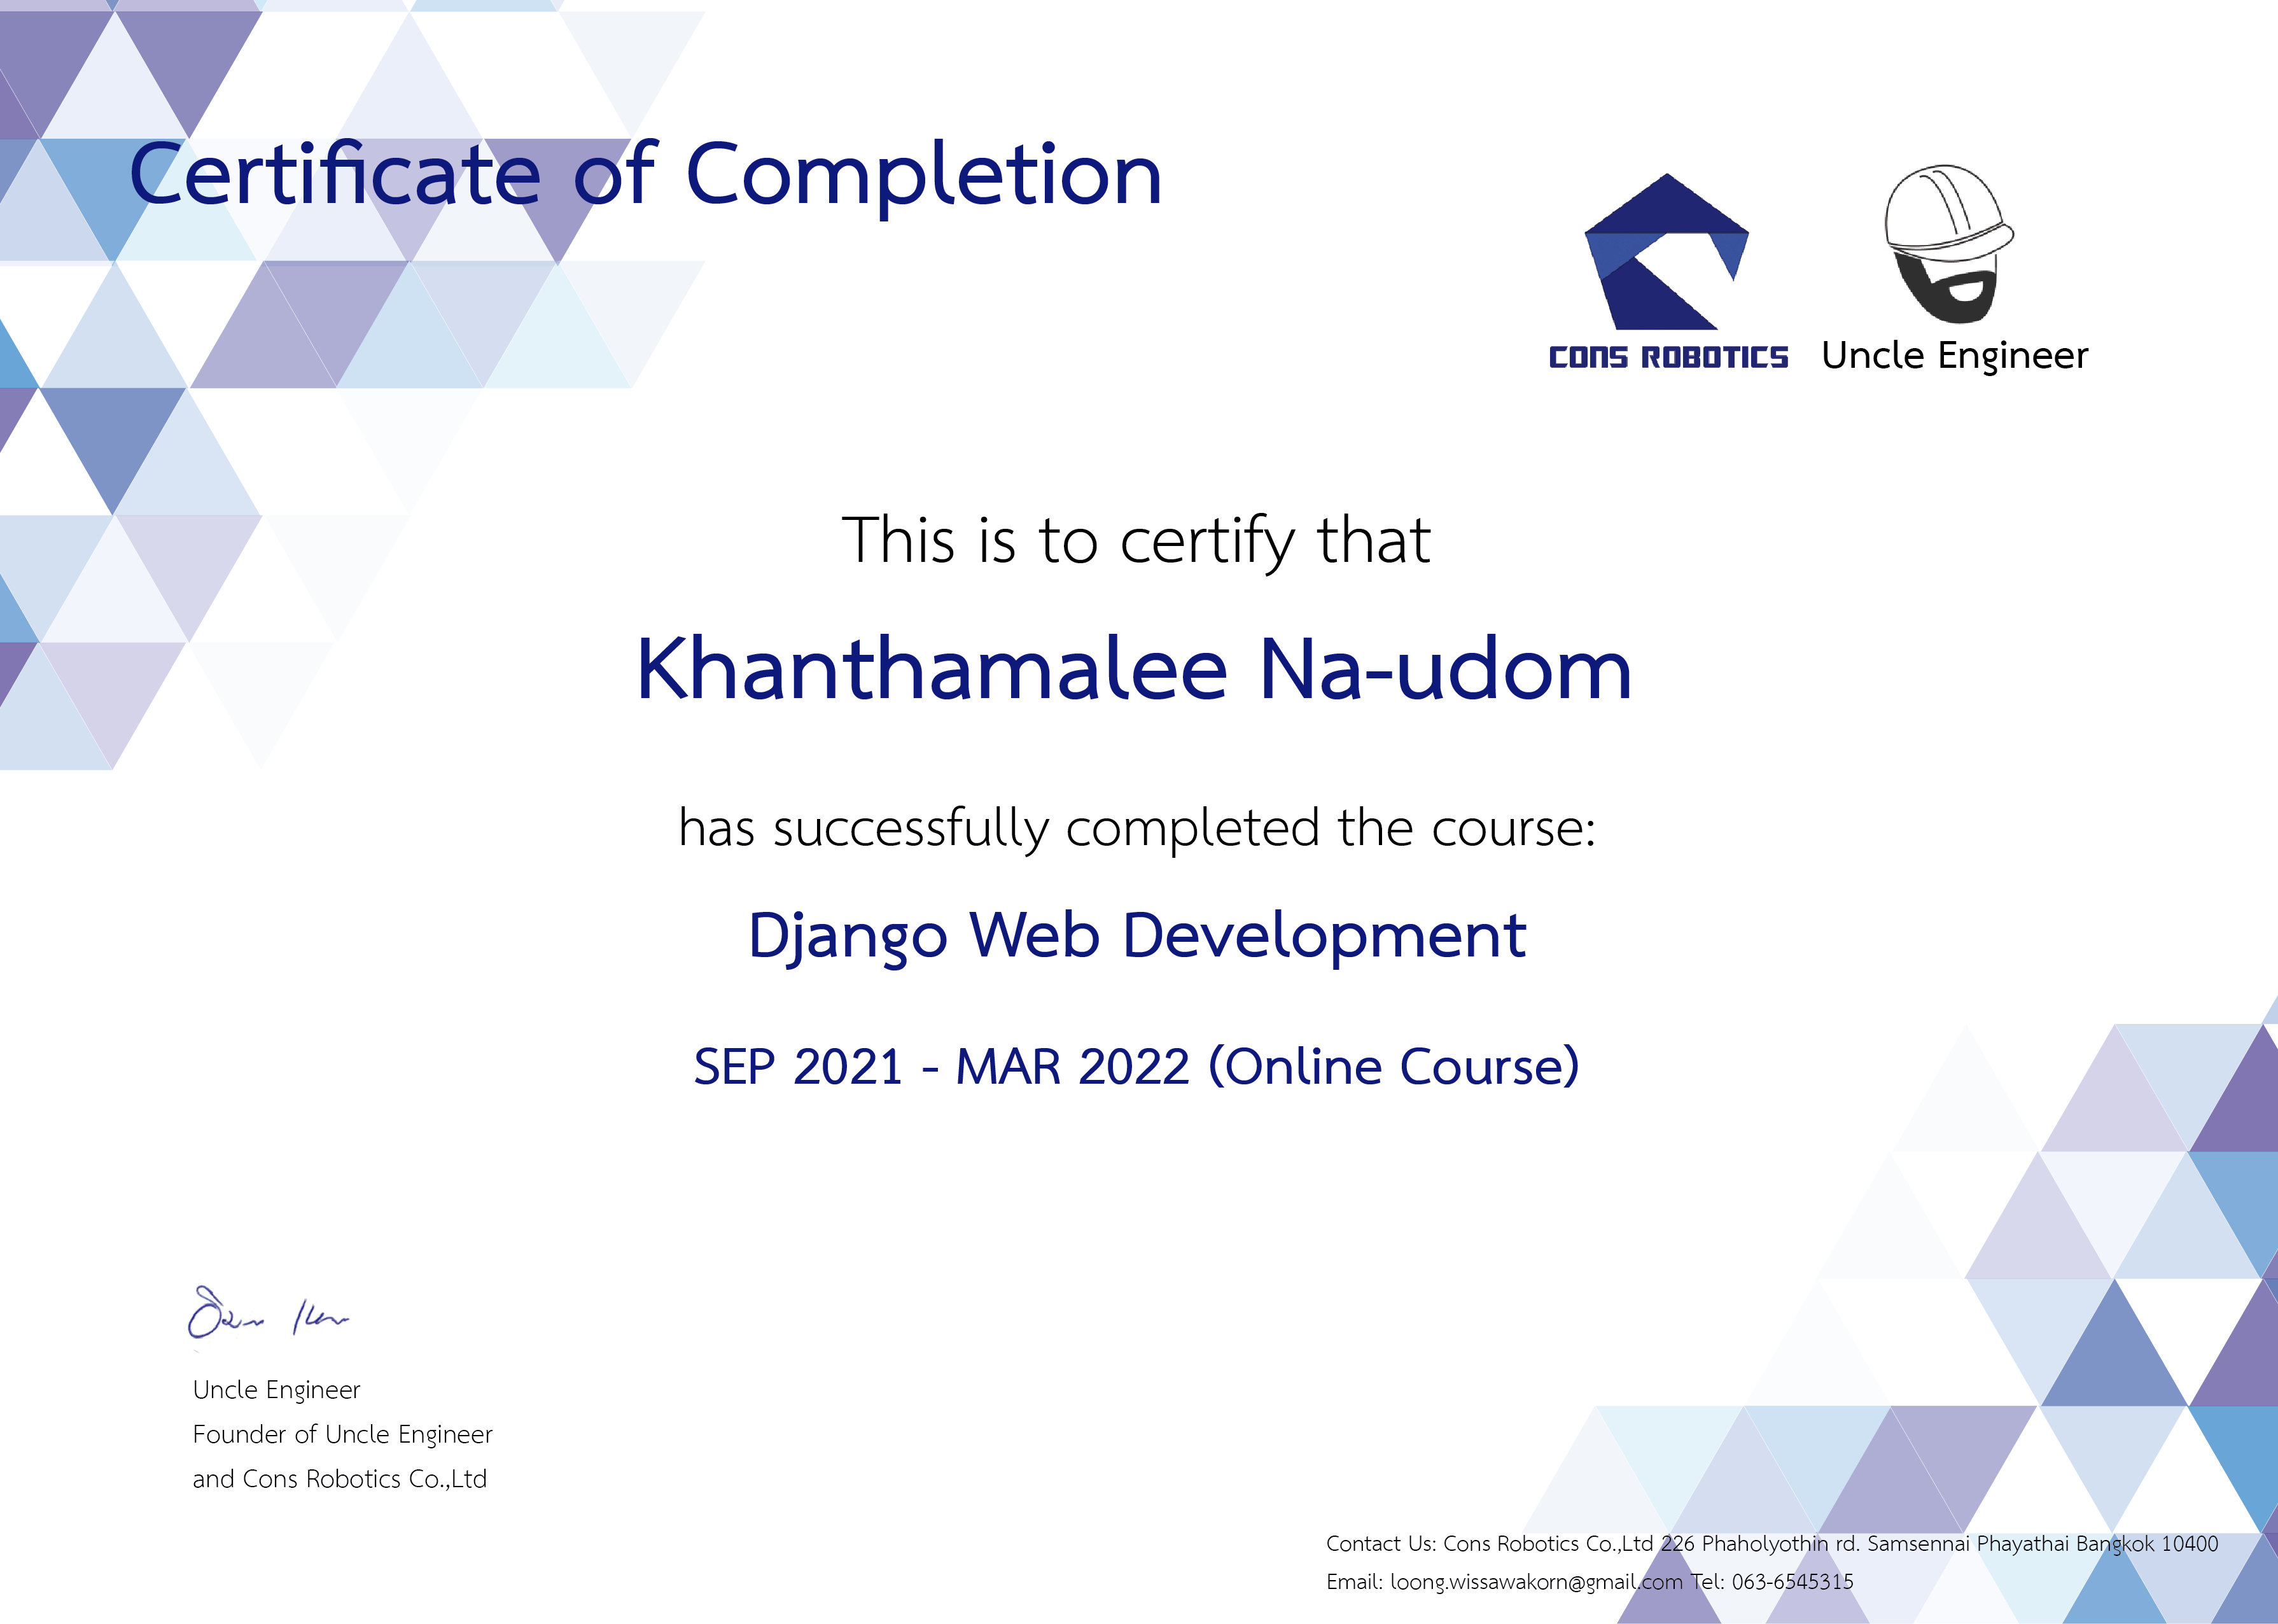 Certificate of Completion
CONS ROBOTICS
Uncle Engineer
This is to certify that
Khanthamalee Na-udom
has successfully completed the course:
Django Web Development
SEP 2021 - MAR 2022 (Online Course)
Uncle Engineer
Founder of Uncle Engineer
and Cons Robotics Co.,Ltd
Contact Us: Cons Robotics Co.,Ltd 226 Phaholyothin rd. Samsennai Phayathai Bangkok 10400
Email: loong.wissawakorn@gmail.com Tel: 063-6545315